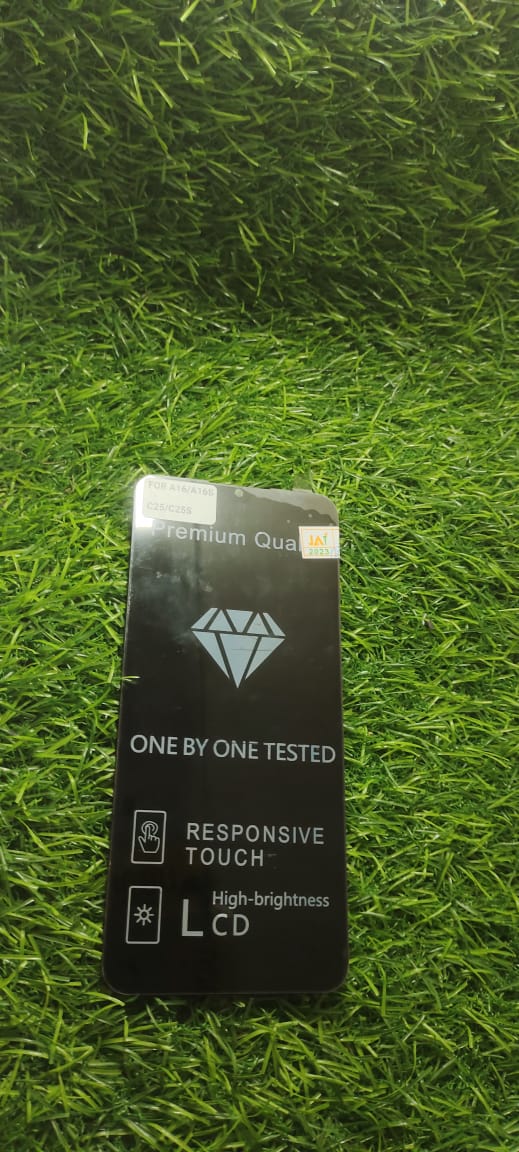 FOR A16/A16S
C25/C25S
Premium Qua
JAI
2023
ONE BY ONE TESTED
RESPONSIVE
TOUCH
High-brightness
LCD